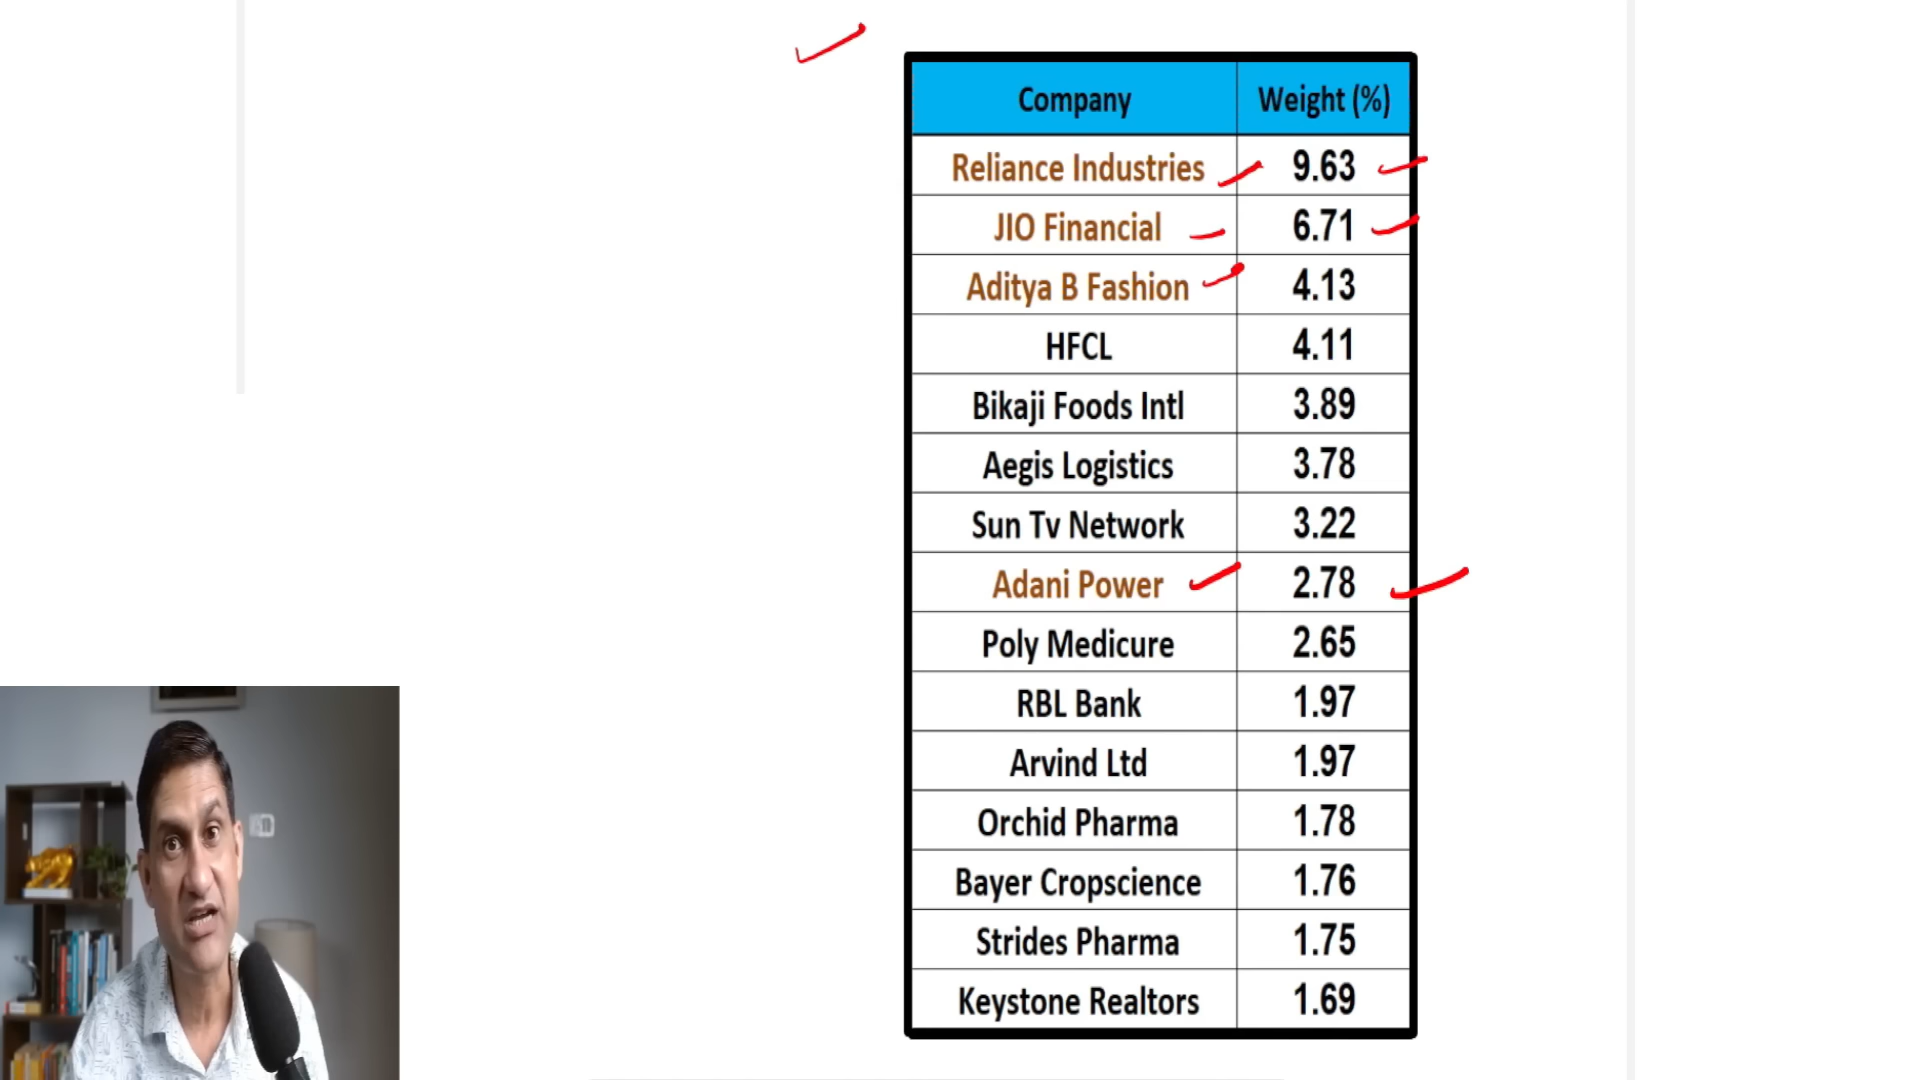 Company Weight (%)
Reliance Industries 9.63
JIO Financial 6.71
Aditya B Fashion 4.13
HFCL 4.11
Bikaji Foods Intl 3.89
Aegis Logistics 3.78
Sun Tv Network 3.22
Adani Power 2.78
Poly Medicure 2.65
RBL Bank 1.97
Arvind Ltd 1.97
Orchid Pharma 1.78
Bayer Cropscience 1.76
Strides Pharma 1.75
Keystone Realtors 1.69